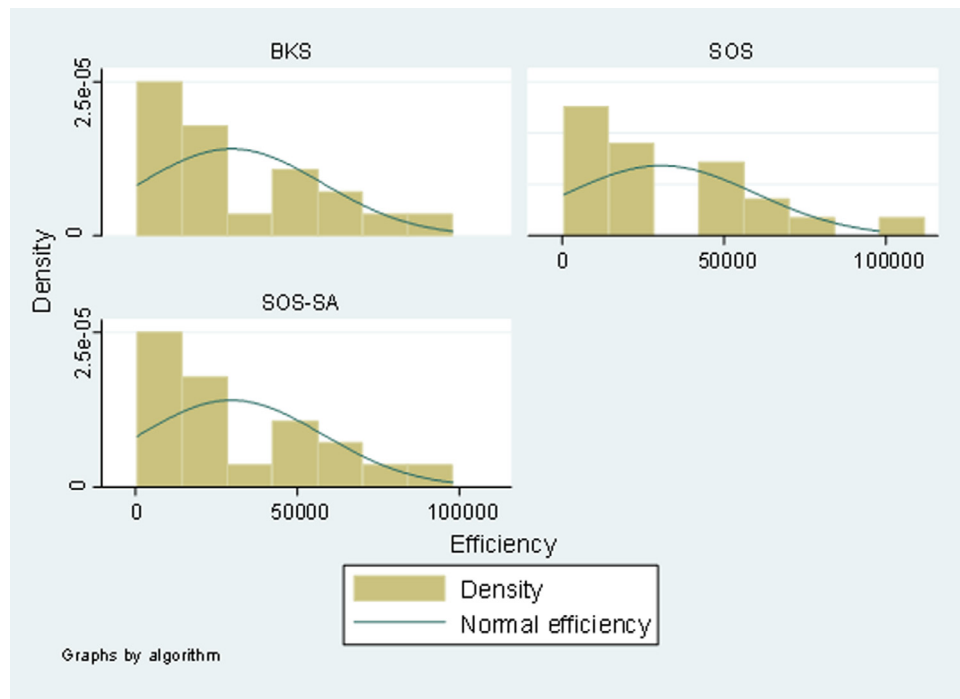 BKS
SOS
2.5e-05
0
0 50000 100000
Density
SOS-SA
2.5e-05
0
0 50000 100000
Efficiency
Density
Normal efficiency
Graphs by algorithm